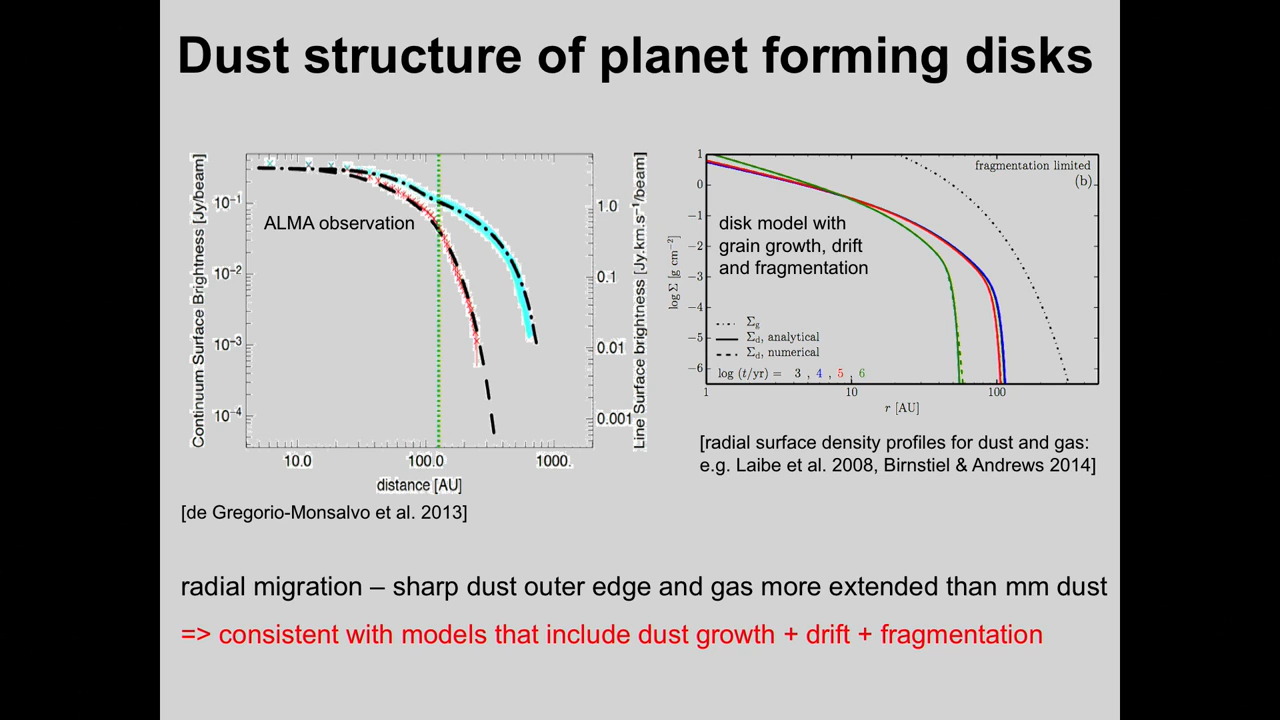 Dust structure of planet forming disks
Continuum Surface Brightness [Jy/beam]
10⁻¹
10⁻²
10⁻³
10⁻⁴
ALMA observation
1.0
0.1
0.01
0.001
Line Surface brightness [Jy.km.s⁻¹/beam]
10.0
100.0
1000.
distance [AU]
[de Gregorio-Monsalvo et al. 2013]
log Σ [g cm⁻²]
1
0
−1
−2
−3
−4
−5
−6
fragmentation limited
(b)
disk model with
grain growth, drift
and fragmentation
Σg
Σd, analytical
Σd, numerical
log (t/yr) = 3 , 4 , 5 , 6
1
10
100
r [AU]
[radial surface density profiles for dust and gas:
e.g. Laibe et al. 2008, Birnstiel & Andrews 2014]
radial migration – sharp dust outer edge and gas more extended than mm dust
=> consistent with models that include dust growth + drift + fragmentation